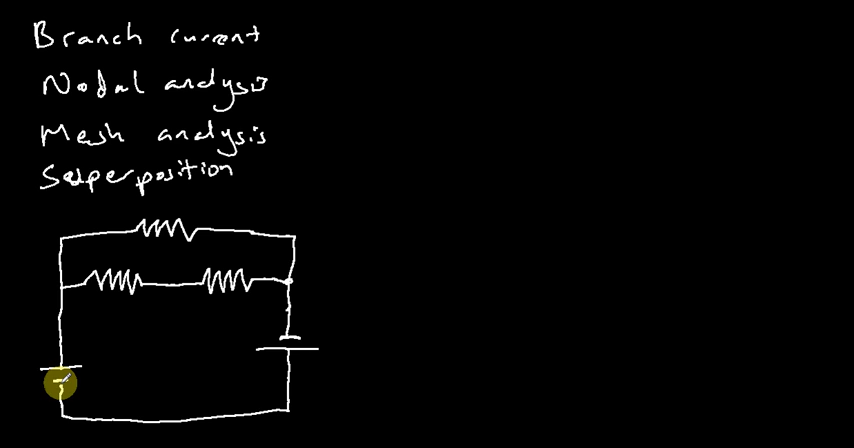 Branch current
Nodal analysis
Mesh analysis
Superposition